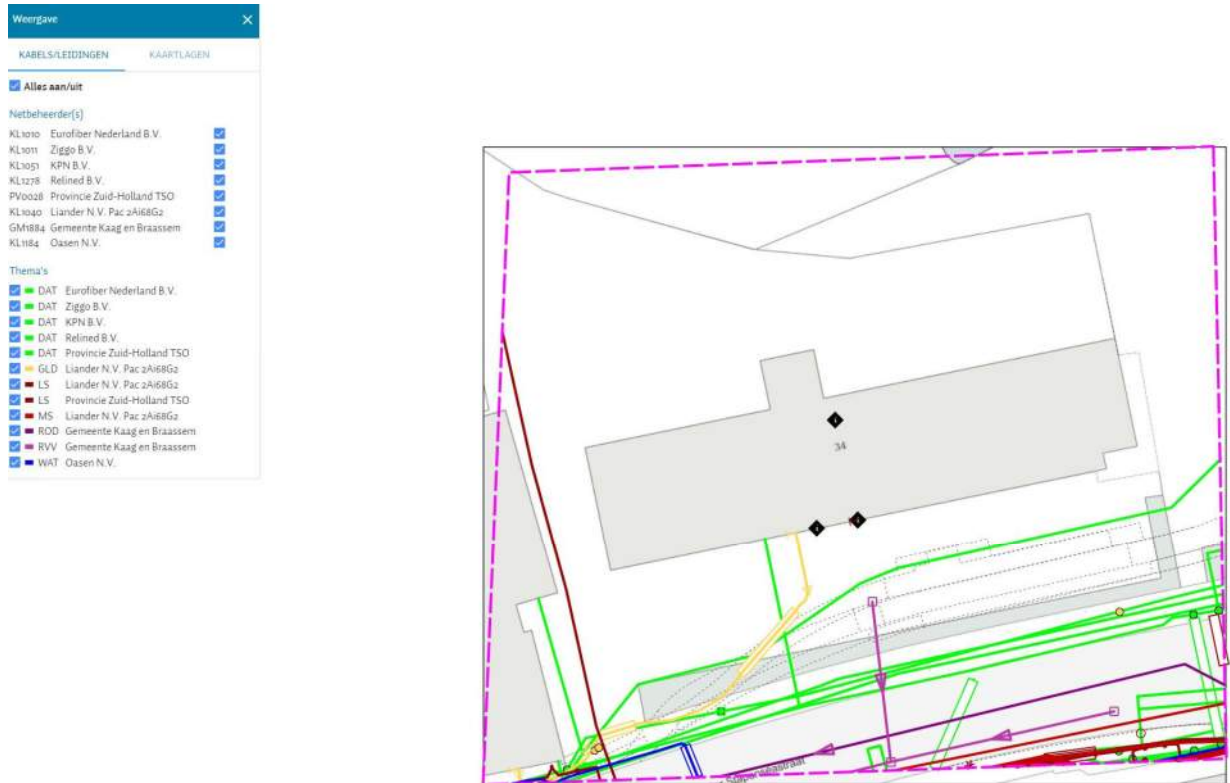 Weergave
KABELS/LEIDINGEN KAARTLAGEN
Alles aan/uit
Netbeheerder(s)
KL1010 Eurofiber Nederland B.V.
KL1011 Ziggo B.V.
KL1051 KPN B.V.
KL1278 Relined B.V.
PV0028 Provincie Zuid-Holland TSO
KL1040 Liander N.V. Pac 2Ai68G2
GM1884 Gemeente Kaag en Braassem
KL1184 Oasen N.V.
Thema's
DAT Eurofiber Nederland B.V.
DAT Ziggo B.V.
DAT KPN B.V.
DAT Relined B.V.
DAT Provincie Zuid-Holland TSO
GLD Liander N.V. Pac 2Ai68G2
LS Liander N.V. Pac 2Ai68G2
LS Provincie Zuid-Holland TSO
MS Liander N.V. Pac 2Ai68G2
ROD Gemeente Kaag en Braassem
RVV Gemeente Kaag en Braassem
WAT Oasen N.V.
34